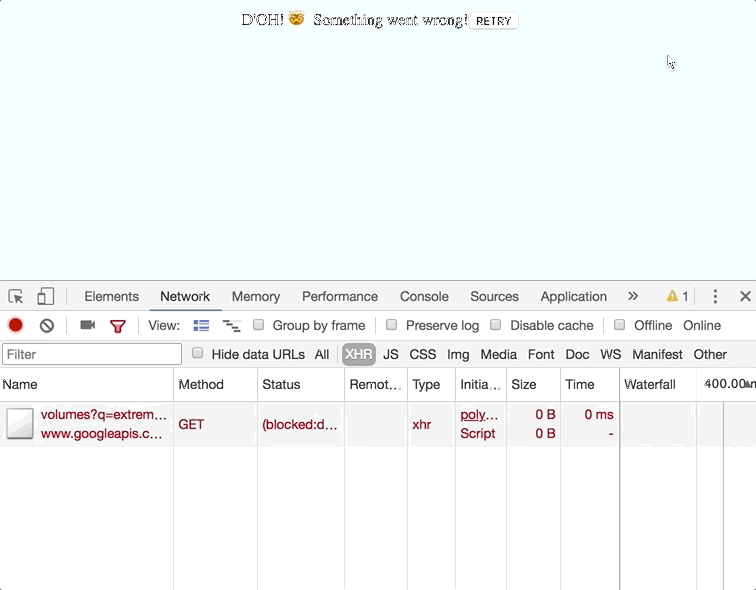 D'OH! 🤯 Something went wrong! RETRY
Elements Network Memory Performance Console Sources Application » 1
View: Group by frame Preserve log Disable cache Offline Online
Filter Hide data URLs All XHR JS CSS Img Media Font Doc WS Manifest Other
Name Method Status Remot... Type Initia... Size Time Waterfall 400.00
volumes?q=extrem... GET (blocked:d... xhr poly... 0 B 0 ms
www.googleapis.c... Script 0 B -